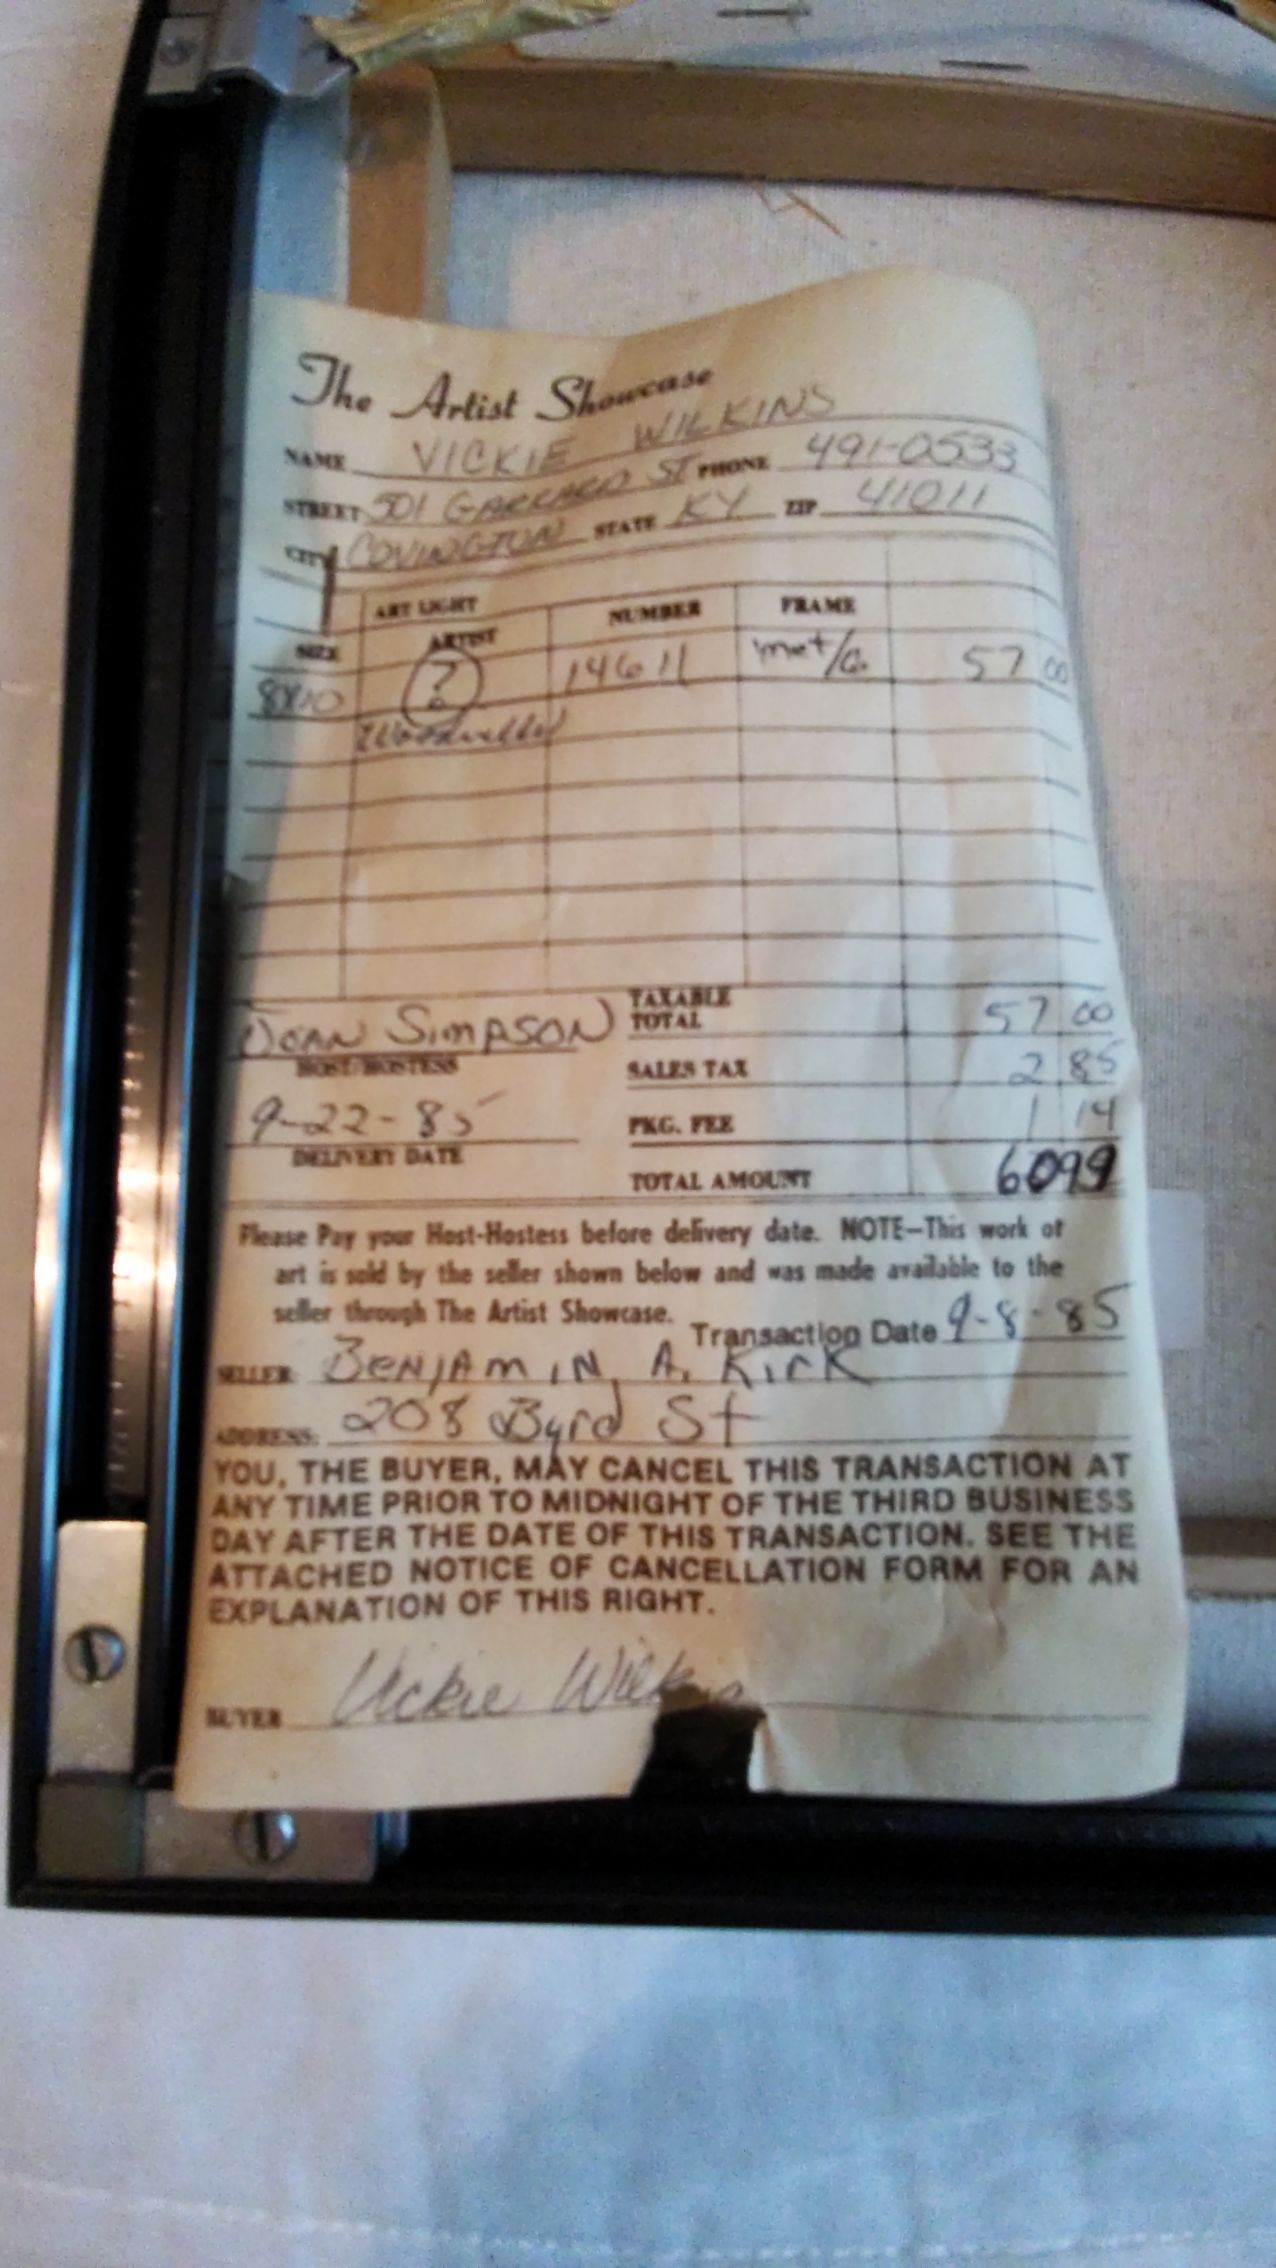 The Artist Showcase
NAME VICKIE WILKINS
STREET 501 GARRARD ST PHONE 491-0533
CITY COVINGTON STATE KY ZIP 41011
ART LIGHT
SIZE ARTIST NUMBER FRAME
8X10 ? 14611 met/G. 57 00
TAXABLE TOTAL 57 00
SIMPSON
HOST/HOSTESS
SALES TAX 2 85
9-22-85
DELIVERY DATE
PKG. FEE 1 14
TOTAL AMOUNT 6099
Please Pay your Host-Hostess before delivery date. NOTE—This work of
art is sold by the seller shown below and was made available to the
seller through The Artist Showcase.
Transaction Date 9-8-85
SELLER: BENJAMIN A. KIRK
ADDRESS: 208 Byrd St
YOU, THE BUYER, MAY CANCEL THIS TRANSACTION AT
ANY TIME PRIOR TO MIDNIGHT OF THE THIRD BUSINESS
DAY AFTER THE DATE OF THIS TRANSACTION. SEE THE
ATTACHED NOTICE OF CANCELLATION FORM FOR AN
EXPLANATION OF THIS RIGHT.
BUYER Vickie Wilkins